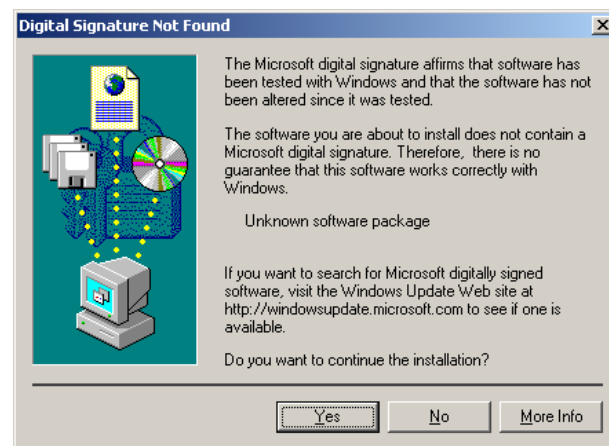 Digital Signature Not Found
The Microsoft digital signature affirms that software has
been tested with Windows and that the software has not
been altered since it was tested.
The software you are about to install does not contain a
Microsoft digital signature. Therefore, there is no
guarantee that this software works correctly with
Windows.
Unknown software package
If you want to search for Microsoft digitally signed
software, visit the Windows Update Web site at
http://windowsupdate.microsoft.com to see if one is
available.
Do you want to continue the installation?
Yes No More Info